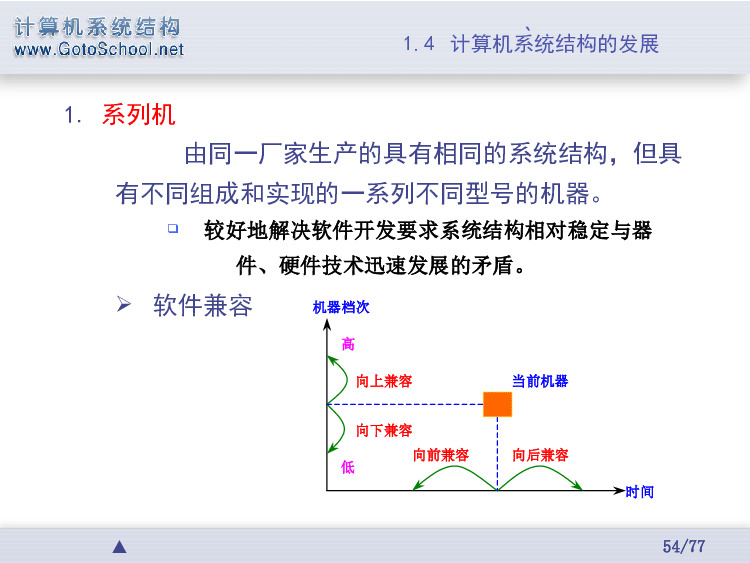 计算机系统结构
www.GotoSchool.net
1.4 计算机系统结构的发展
1. 系列机
由同一厂家生产的具有相同的系统结构，但具
有不同组成和实现的一系列不同型号的机器。
较好地解决软件开发要求系统结构相对稳定与器
件、硬件技术迅速发展的矛盾。
软件兼容
机器档次
高
向上兼容
当前机器
向下兼容
向前兼容
向后兼容
低
时间
54/77